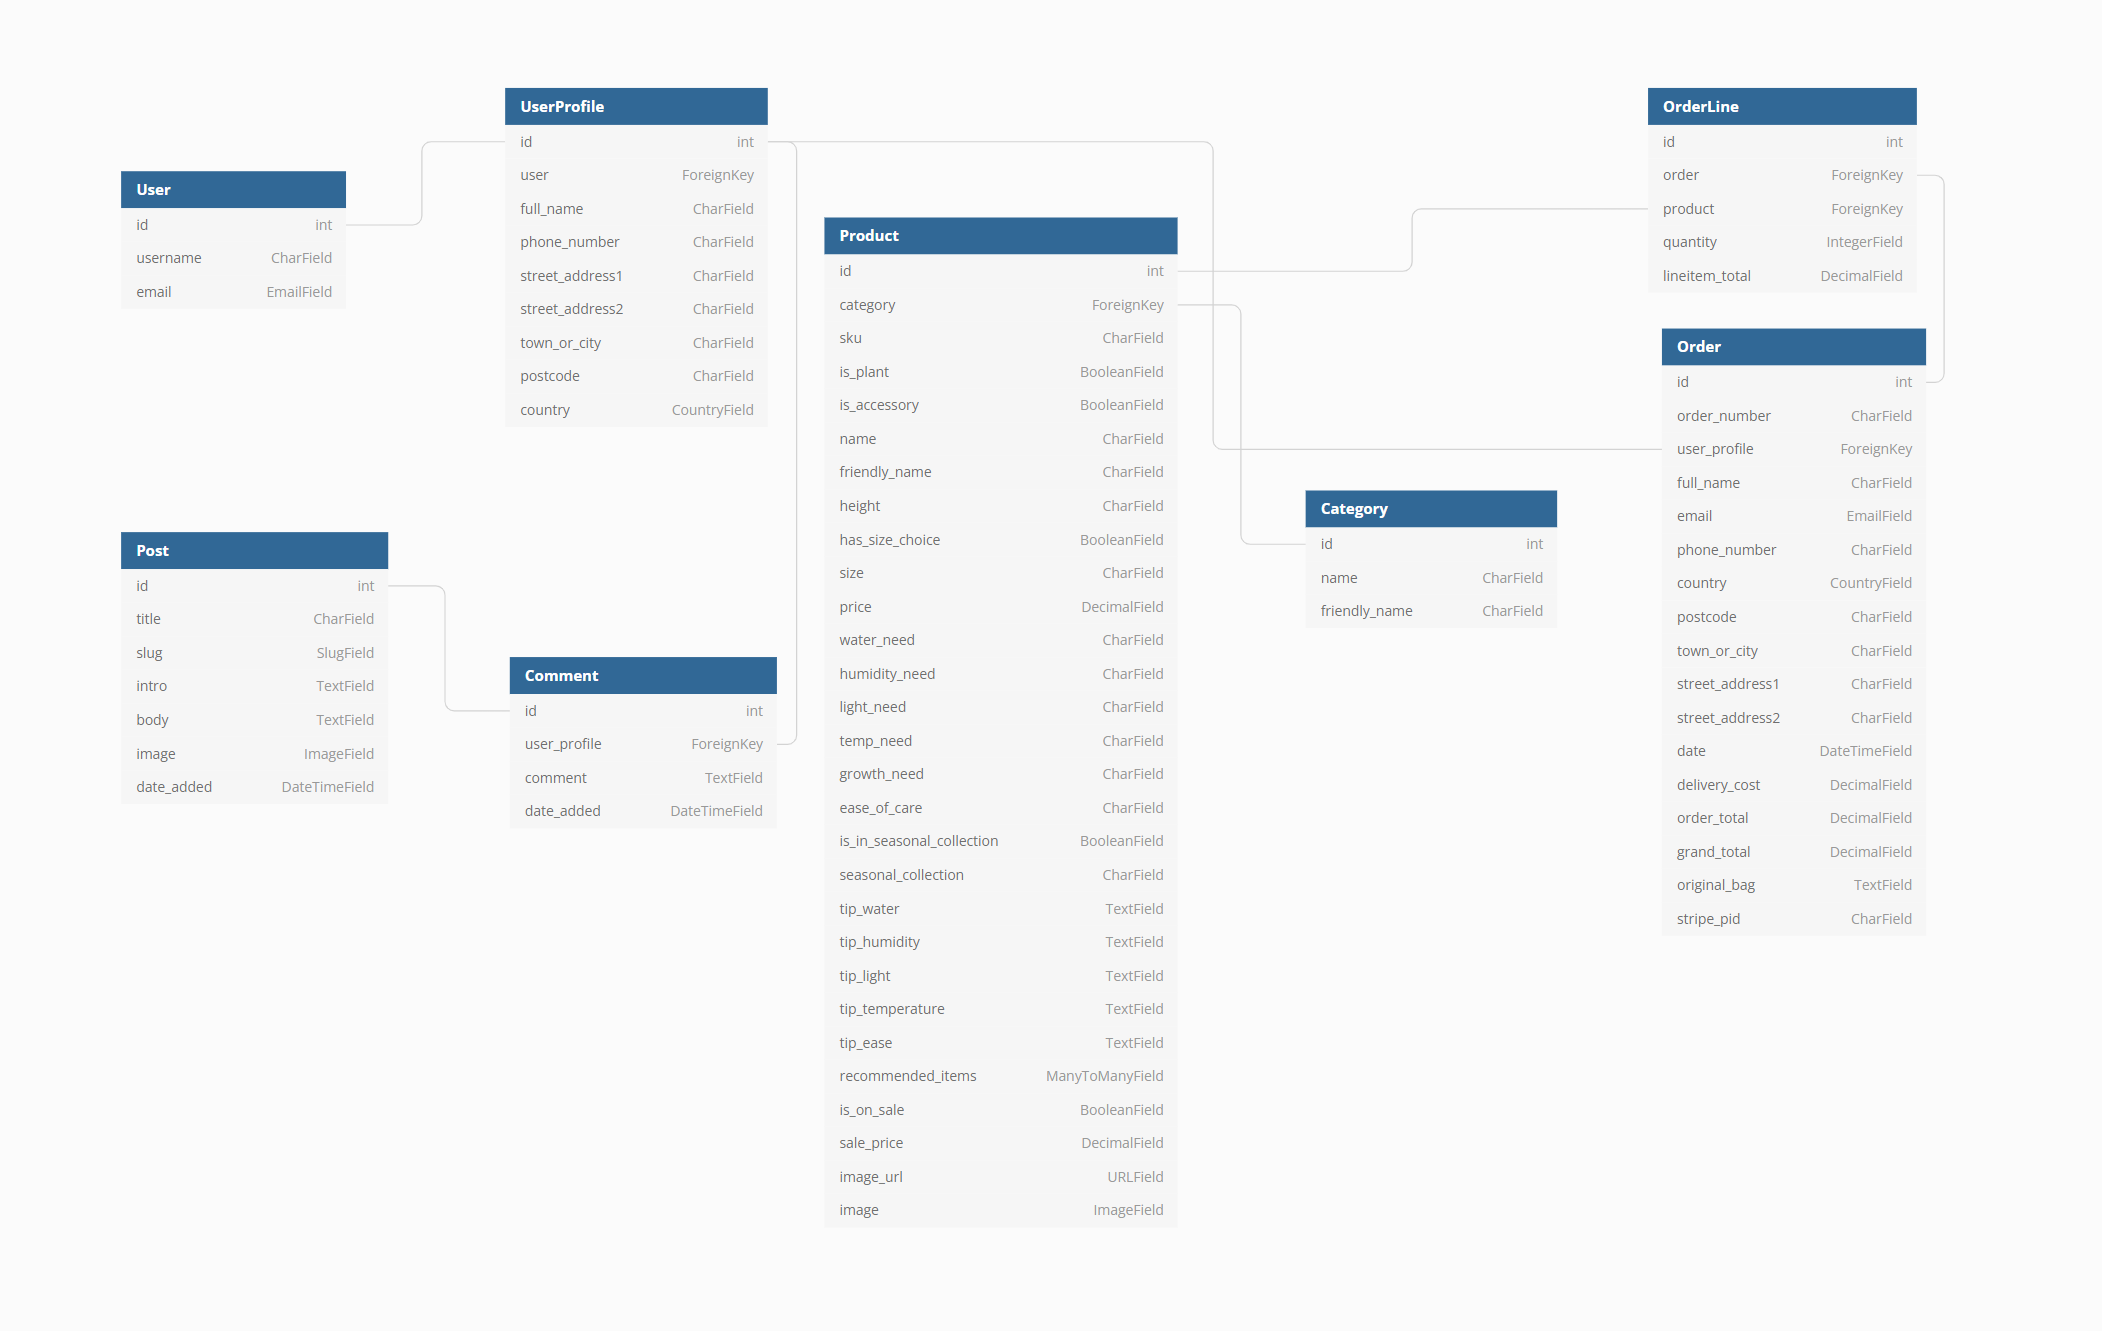 User
id int
username CharField
email EmailField
UserProfile
id int
user ForeignKey
full_name CharField
phone_number CharField
street_address1 CharField
street_address2 CharField
town_or_city CharField
postcode CharField
country CountryField
Post
id int
title CharField
slug SlugField
intro TextField
body TextField
image ImageField
date_added DateTimeField
Comment
id int
user_profile ForeignKey
comment TextField
date_added DateTimeField
Product
id int
category ForeignKey
sku CharField
is_plant BooleanField
is_accessory BooleanField
name CharField
friendly_name CharField
height CharField
has_size_choice BooleanField
size CharField
price DecimalField
water_need CharField
humidity_need CharField
light_need CharField
temp_need CharField
growth_need CharField
ease_of_care CharField
is_in_seasonal_collection BooleanField
seasonal_collection CharField
tip_water TextField
tip_humidity TextField
tip_light TextField
tip_temperature TextField
tip_ease TextField
recommended_items ManyToManyField
is_on_sale BooleanField
sale_price DecimalField
image_url URLField
image ImageField
Category
id int
name CharField
friendly_name CharField
OrderLine
id int
order ForeignKey
product ForeignKey
quantity IntegerField
lineitem_total DecimalField
Order
id int
order_number CharField
user_profile ForeignKey
full_name CharField
email EmailField
phone_number CharField
country CountryField
postcode CharField
town_or_city CharField
street_address1 CharField
street_address2 CharField
date DateTimeField
delivery_cost DecimalField
order_total DecimalField
grand_total DecimalField
original_bag TextField
stripe_pid CharField